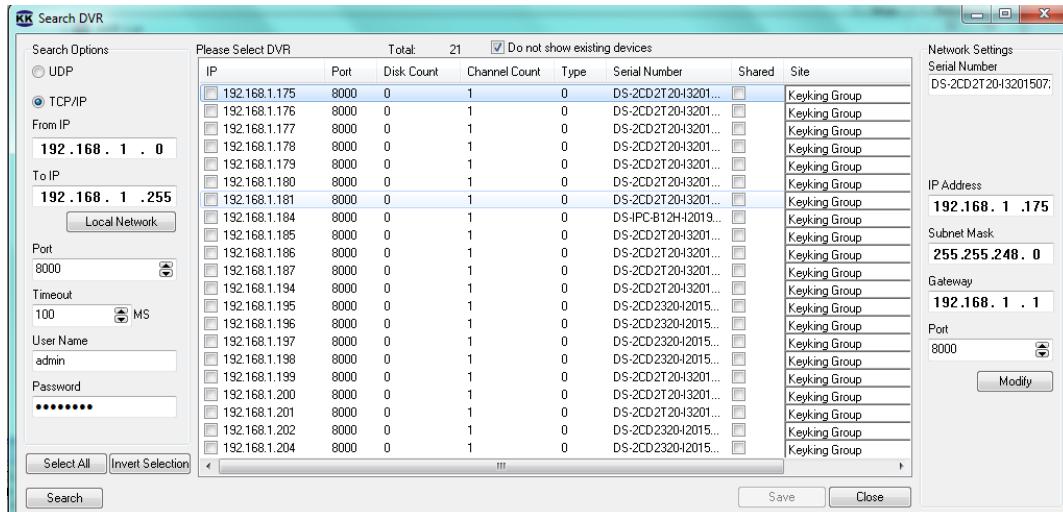 KK Search DVR
Search Options
UDP
TCP/IP
From IP
192.168. 1 . 0
To IP
192.168. 1 .255
Local Network
Port
8000
Timeout
100 MS
User Name
admin
Password
••••••••
Select All Invert Selection
Search
Please Select DVR Total: 21 Do not show existing devices
IP Port Disk Count Channel Count Type Serial Number Shared Site
192.168.1.175 8000 0 1 0 DS-2CD2T20-I3201... Keyking Group
192.168.1.176 8000 0 1 0 DS-2CD2T20-I3201... Keyking Group
192.168.1.177 8000 0 1 0 DS-2CD2T20-I3201... Keyking Group
192.168.1.178 8000 0 1 0 DS-2CD2T20-I3201... Keyking Group
192.168.1.179 8000 0 1 0 DS-2CD2T20-I3201... Keyking Group
192.168.1.180 8000 0 1 0 DS-2CD2T20-I3201... Keyking Group
192.168.1.181 8000 0 1 0 DS-2CD2T20-I3201... Keyking Group
192.168.1.184 8000 0 1 0 DS-IPC-B12H-I2019... Keyking Group
192.168.1.185 8000 0 1 0 DS-2CD2T20-I3201... Keyking Group
192.168.1.186 8000 0 1 0 DS-2CD2T20-I3201... Keyking Group
192.168.1.187 8000 0 1 0 DS-2CD2T20-I3201... Keyking Group
192.168.1.194 8000 0 1 0 DS-2CD2T20-I3201... Keyking Group
192.168.1.195 8000 0 1 0 DS-2CD2320-I2015... Keyking Group
192.168.1.196 8000 0 1 0 DS-2CD2320-I2015... Keyking Group
192.168.1.197 8000 0 1 0 DS-2CD2320-I2015... Keyking Group
192.168.1.198 8000 0 1 0 DS-2CD2320-I2015... Keyking Group
192.168.1.199 8000 0 1 0 DS-2CD2T20-I3201... Keyking Group
192.168.1.200 8000 0 1 0 DS-2CD2T20-I3201... Keyking Group
192.168.1.201 8000 0 1 0 DS-2CD2T20-I3201... Keyking Group
192.168.1.202 8000 0 1 0 DS-2CD2320-I2015... Keyking Group
192.168.1.204 8000 0 1 0 DS-2CD2320-I2015... Keyking Group
Save Close
Network Settings
Serial Number
DS-2CD2T20-I3201507:
IP Address
192.168. 1 .175
Subnet Mask
255.255.248. 0
Gateway
192.168. 1 . 1
Port
8000
Modify